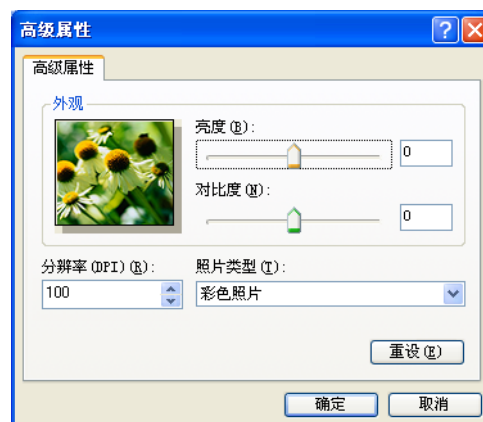 高级属性
高级属性
外观
亮度(B):
0
对比度(N):
0
分辨率(DPI)(R): 照片类型(T):
100 彩色照片
重设(E)
确定 取消